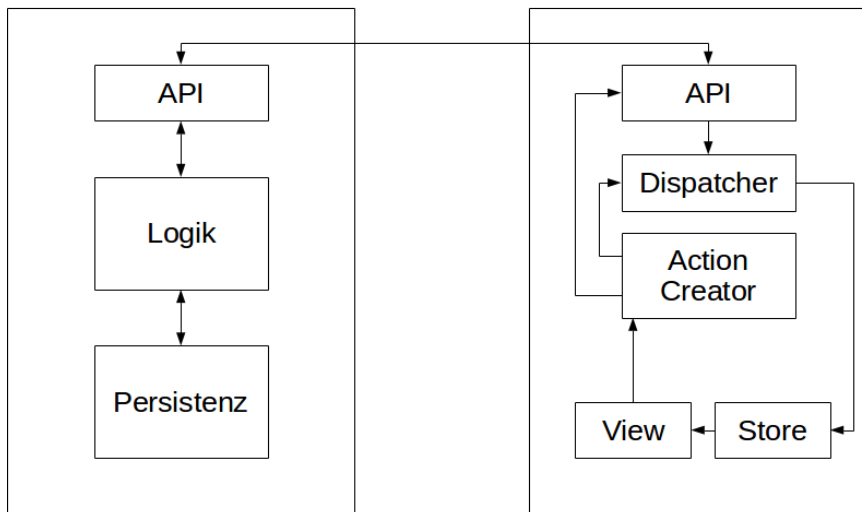 API
Logik
Persistenz
API
Dispatcher
Action
Creator
View
Store